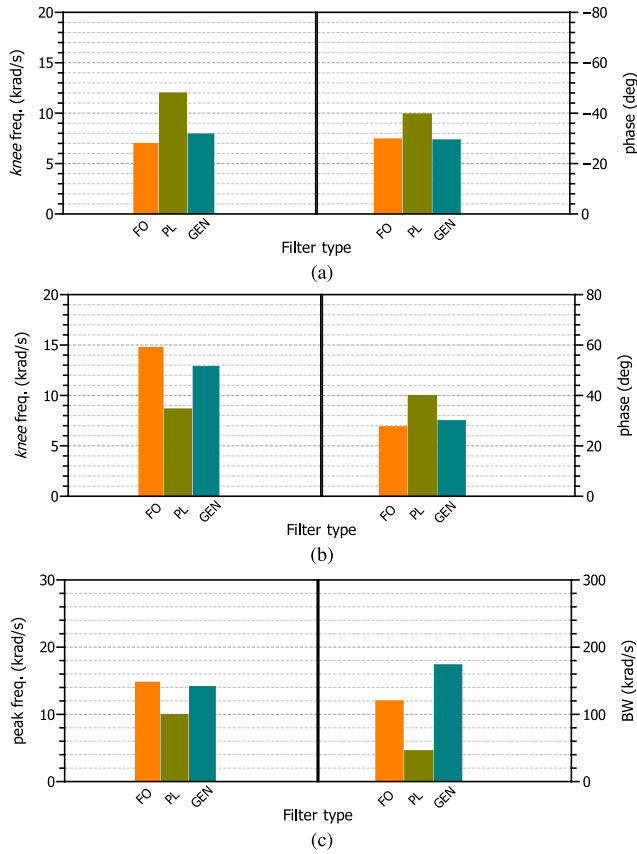 20
15
10
5
0
knee freq. (krad/s)
FO PL GEN
FO PL GEN
−80
−60
−40
−20
0
phase (deg)
Filter type
(a)
20
15
10
5
0
knee freq. (krad/s)
FO PL GEN
FO PL GEN
80
60
40
20
0
phase (deg)
Filter type
(b)
30
20
10
0
peak freq. (krad/s)
FO PL GEN
FO PL GEN
300
200
100
0
BW (krad/s)
Filter type
(c)